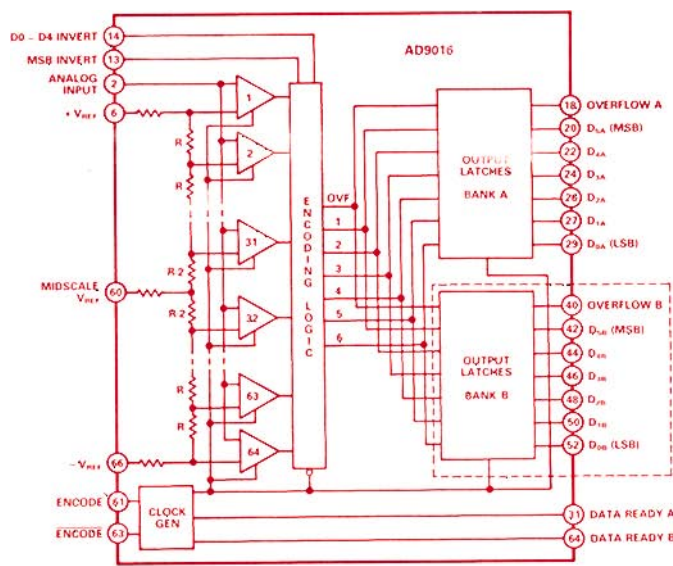 D0 – D4 INVERT 14
MSB INVERT 13
ANALOG INPUT 2
+ VREF 6
MIDSCALE VREF 60
– VREF 66
ENCODE 61
ENCODE 63
CLOCK GEN
AD9016
1
2
31
32
63
64
R
R
R/2
R/2
R
R
ENCODING LOGIC
OVF
1
2
3
4
5
6
OUTPUT LATCHES BANK A
OUTPUT LATCHES BANK B
18 OVERFLOW A
20 D5A (MSB)
22 D4A
24 D3A
D2A
27 D1A
29 D0A (LSB)
40 OVERFLOW B
42 D5B (MSB)
44 D4B
46 D3B
48 D2B
50 D1B
52 D0B (LSB)
DATA READY A
64 DATA READY B